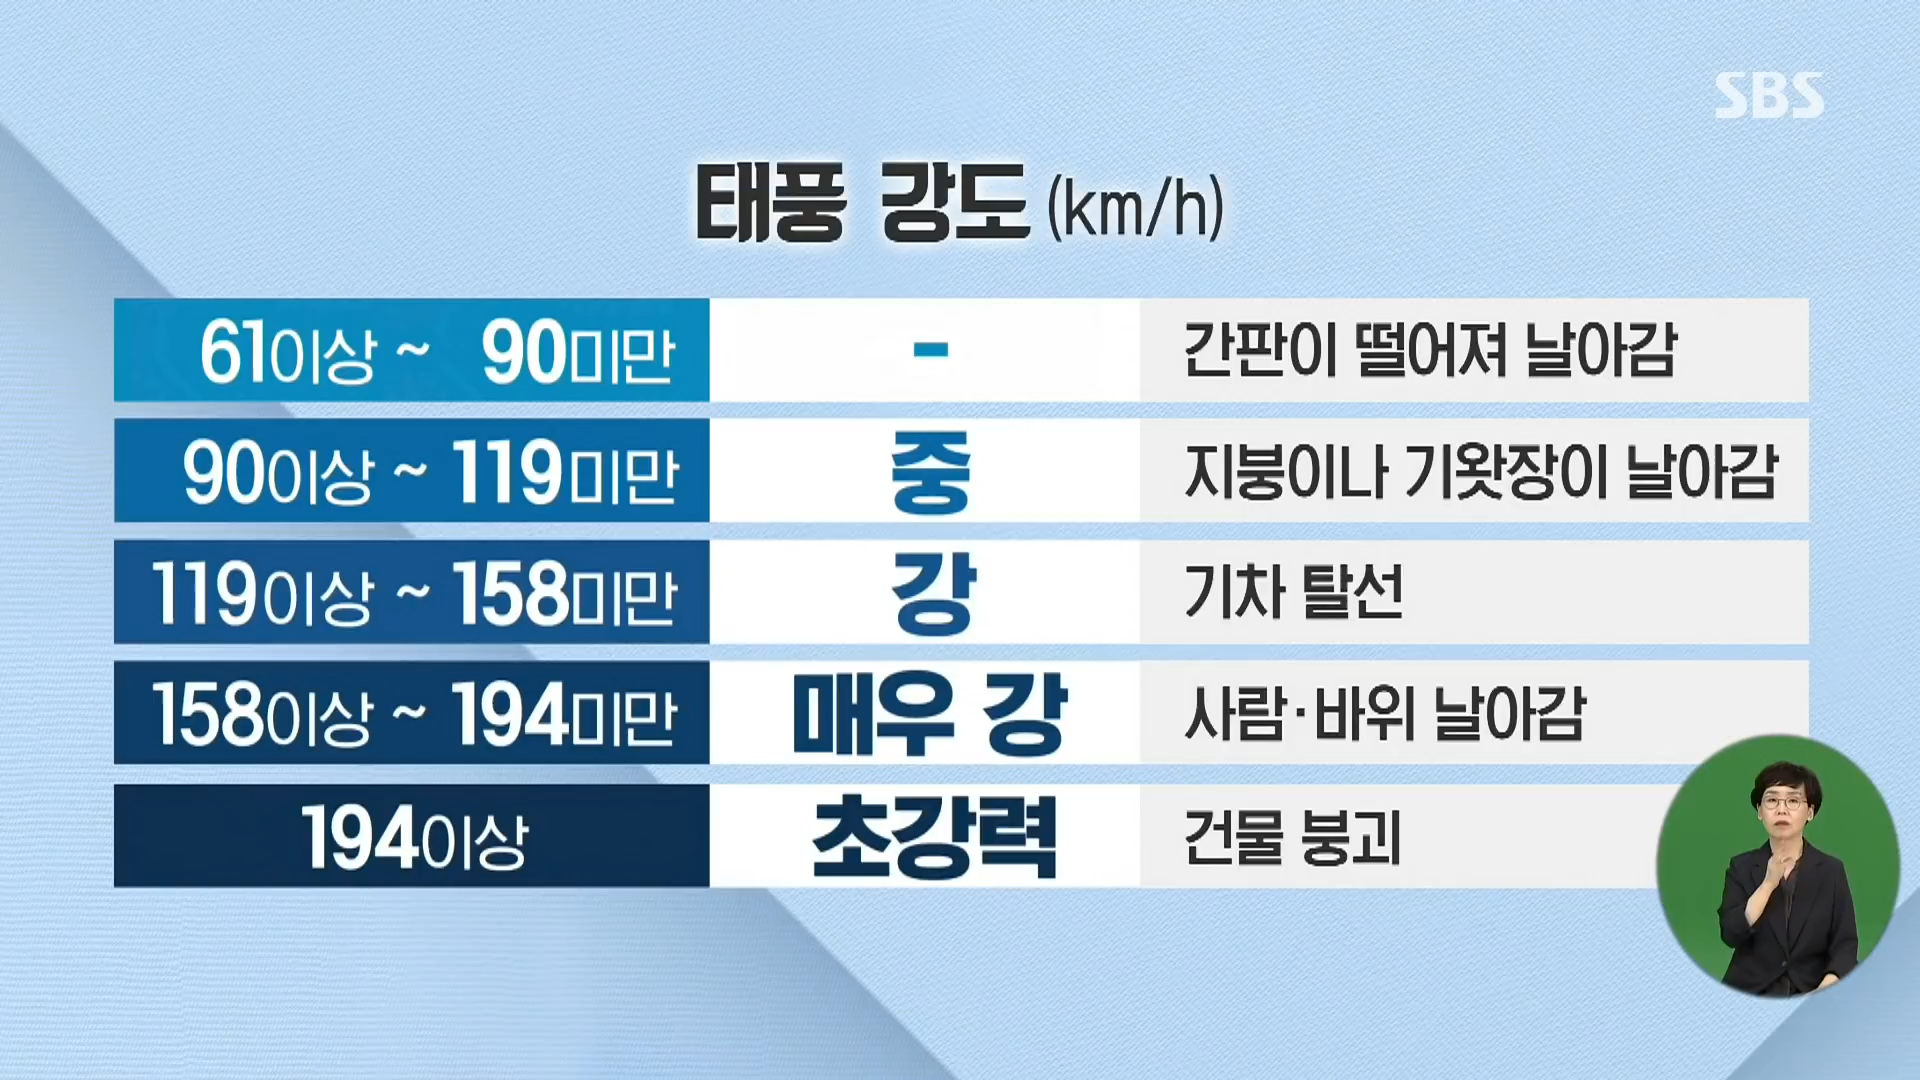 SBS
태풍 강도 (km/h)
61이상 ~ 90미만 - 간판이 떨어져 날아감
90이상 ~ 119미만 중 지붕이나 기왓장이 날아감
119이상 ~ 158미만 강 기차 탈선
158이상 ~ 194미만 매우 강 사람·바위 날아감
194이상 초강력 건물 붕괴